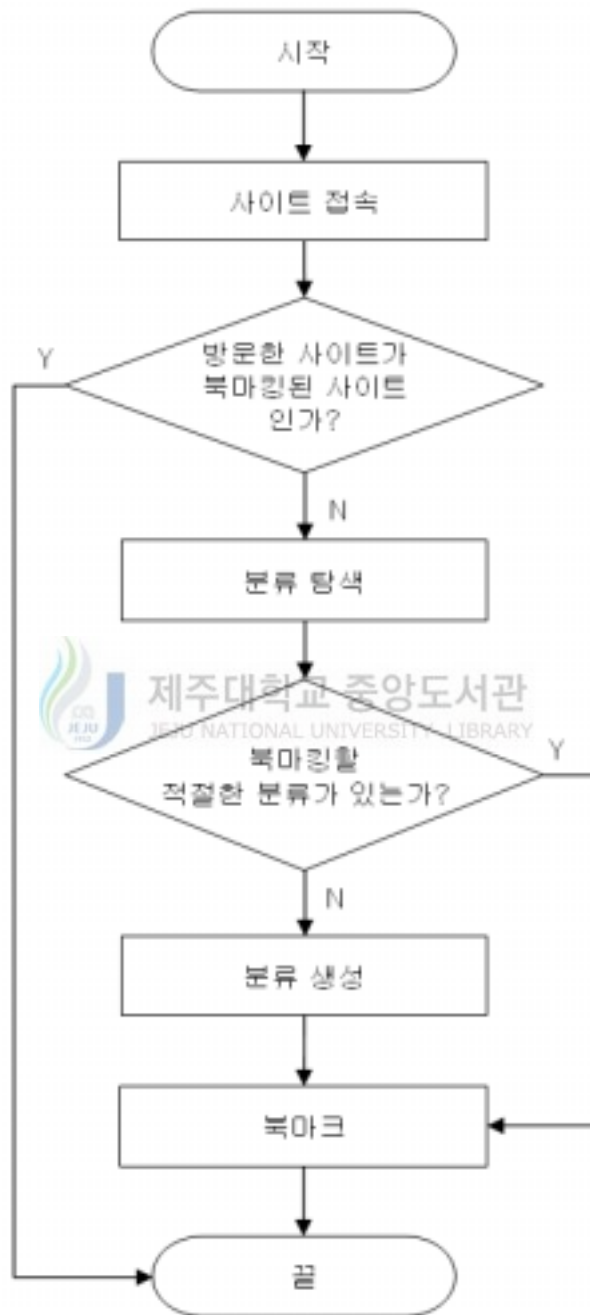 시작
사이트 접속
방문한 사이트가
북마킹된 사이트
인가?
Y
N
분류 탐색
제주대학교 중앙도서관
JEJU NATIONAL UNIVERSITY LIBRARY
JEJU
1952
북마킹할
적절한 분류가 있는가?
Y
N
분류 생성
북마크
끝